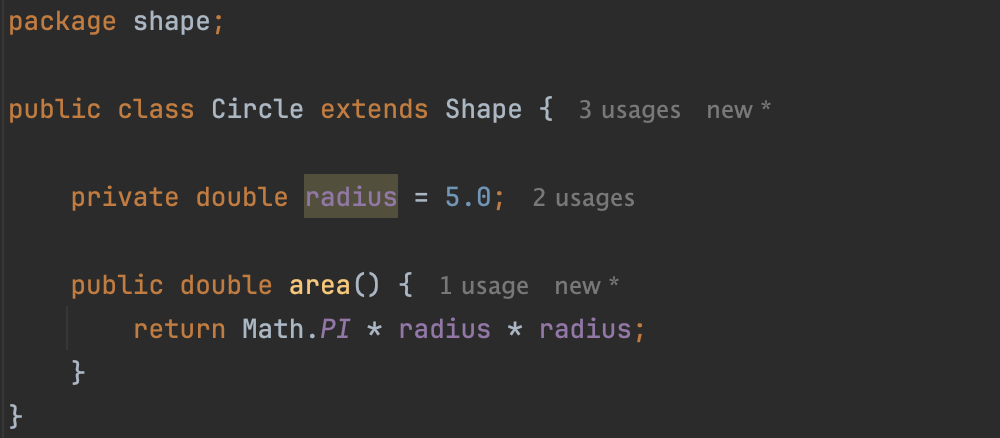 package shape;
public class Circle extends Shape { 3 usages new *
private double radius = 5.0; 2 usages
public double area() { 1 usage new *
return Math.PI * radius * radius;
}
}